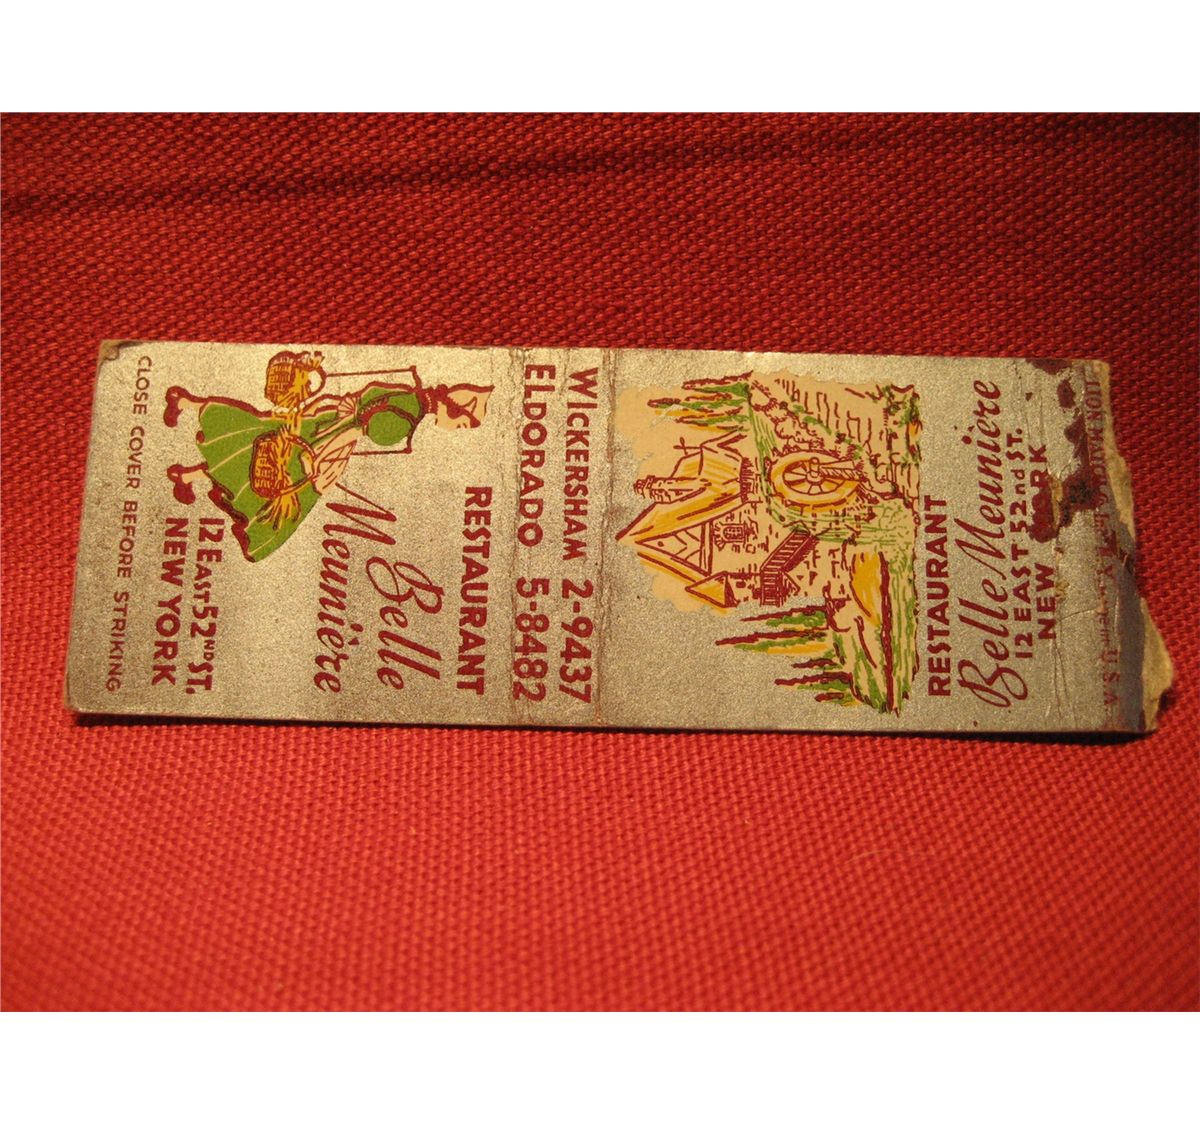 RESTAURANT
Belle
Meunière
12 EAST 52ND ST.
NEW YORK
CLOSE COVER BEFORE STRIKING
WICKERSHAM 2-9437
ELDORADO 5-8482
RESTAURANT
Belle Meunière
12 EAST 52nd ST.
NEW YORK
U.S.A.